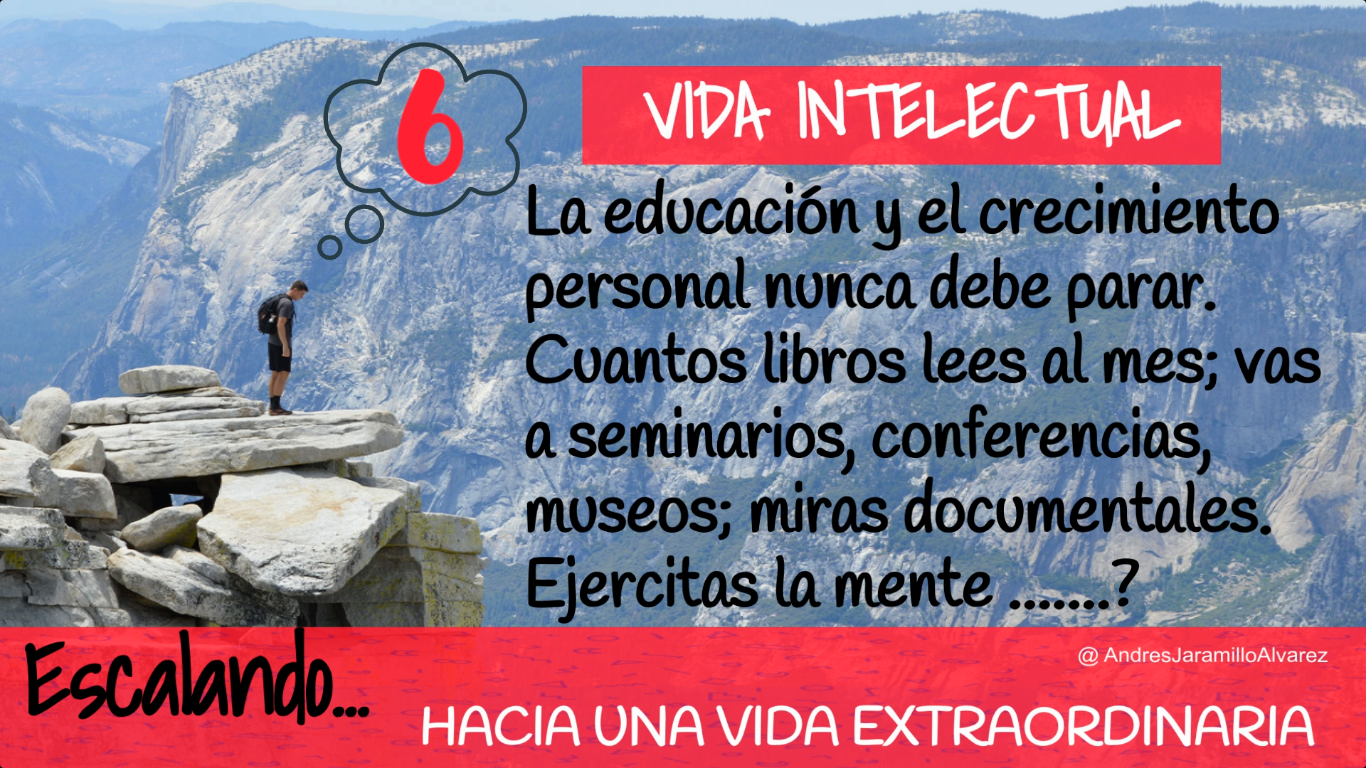 6
VIDA INTELECTUAL
La educación y el crecimiento
personal nunca debe parar.
Cuantos libros lees al mes; vas
a seminarios, conferencias,
museos; miras documentales.
Ejercitas la mente .......?
Escalando...
@ AndresJaramilloAlvarez
HACIA UNA VIDA EXTRAORDINARIA